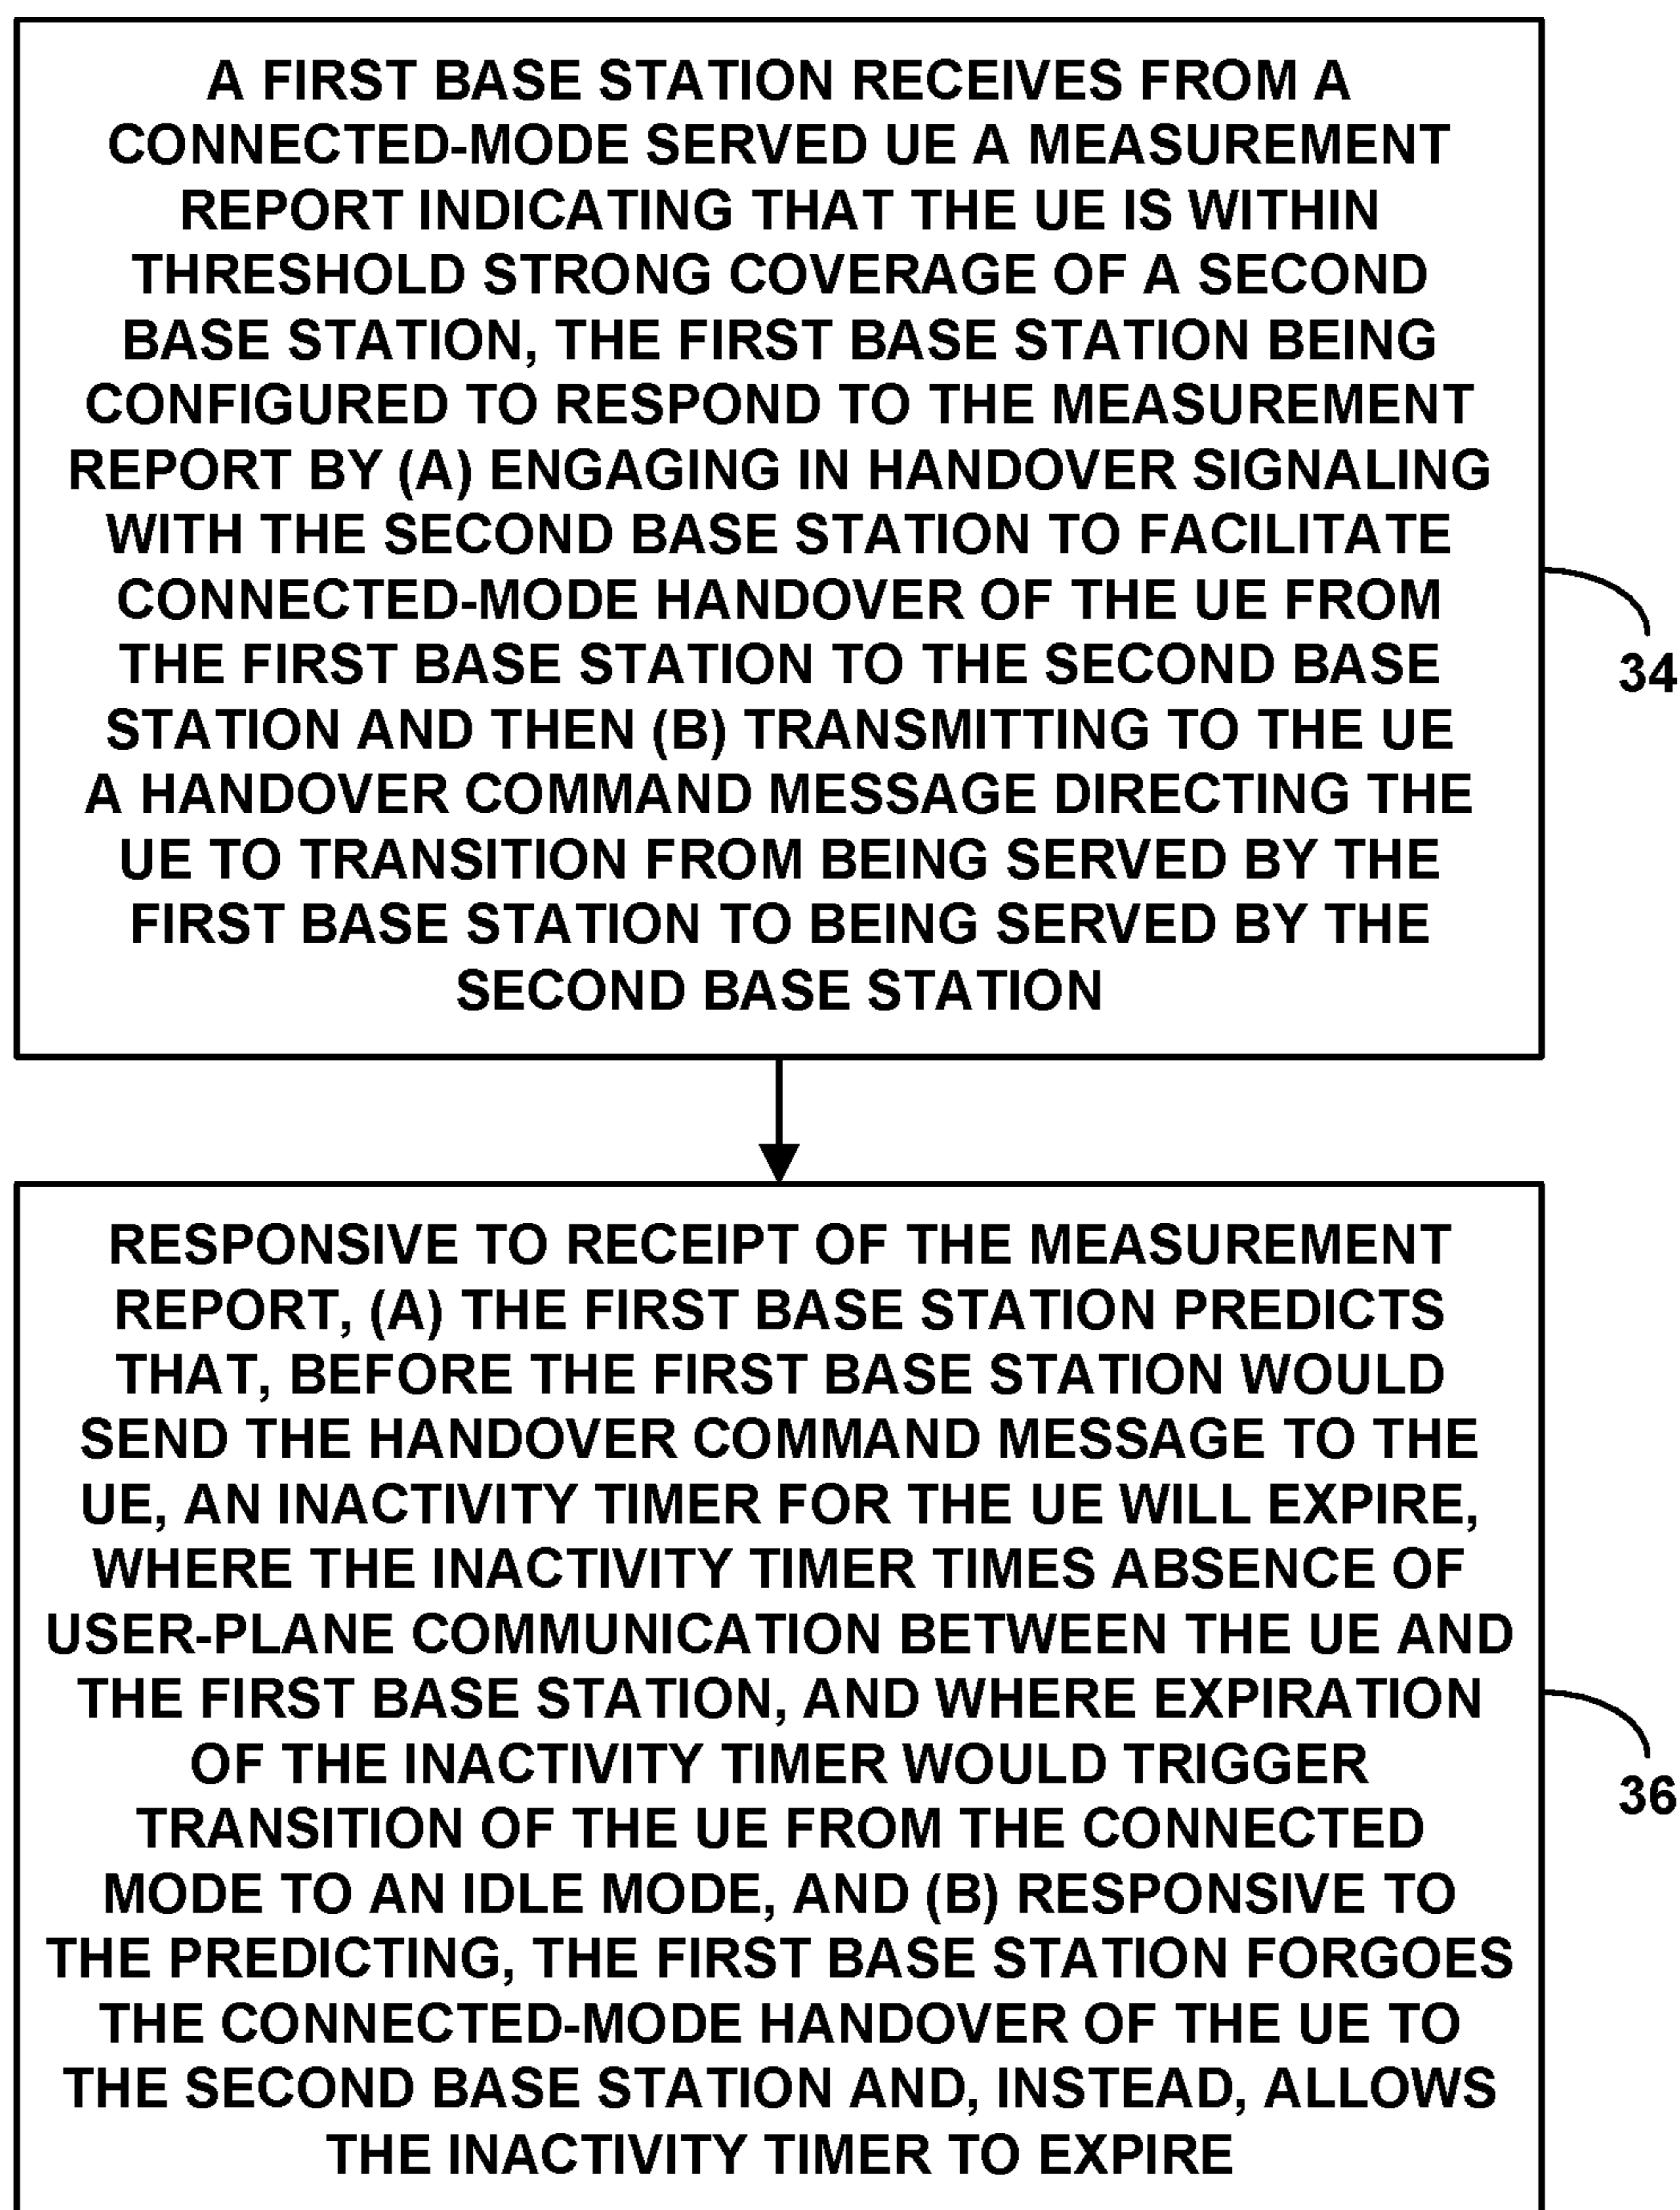 A FIRST BASE STATION RECEIVES FROM A
CONNECTED-MODE SERVED UE A MEASUREMENT
REPORT INDICATING THAT THE UE IS WITHIN
THRESHOLD STRONG COVERAGE OF A SECOND
BASE STATION, THE FIRST BASE STATION BEING
CONFIGURED TO RESPOND TO THE MEASUREMENT
REPORT BY (A) ENGAGING IN HANDOVER SIGNALING
WITH THE SECOND BASE STATION TO FACILITATE
CONNECTED-MODE HANDOVER OF THE UE FROM
THE FIRST BASE STATION TO THE SECOND BASE
STATION AND THEN (B) TRANSMITTING TO THE UE
A HANDOVER COMMAND MESSAGE DIRECTING THE
UE TO TRANSITION FROM BEING SERVED BY THE
FIRST BASE STATION TO BEING SERVED BY THE
SECOND BASE STATION
34
RESPONSIVE TO RECEIPT OF THE MEASUREMENT
REPORT, (A) THE FIRST BASE STATION PREDICTS
THAT, BEFORE THE FIRST BASE STATION WOULD
SEND THE HANDOVER COMMAND MESSAGE TO THE
UE, AN INACTIVITY TIMER FOR THE UE WILL EXPIRE,
WHERE THE INACTIVITY TIMER TIMES ABSENCE OF
USER-PLANE COMMUNICATION BETWEEN THE UE AND
THE FIRST BASE STATION, AND WHERE EXPIRATION
OF THE INACTIVITY TIMER WOULD TRIGGER
TRANSITION OF THE UE FROM THE CONNECTED
MODE TO AN IDLE MODE, AND (B) RESPONSIVE TO
THE PREDICTING, THE FIRST BASE STATION FORGOES
THE CONNECTED-MODE HANDOVER OF THE UE TO
THE SECOND BASE STATION AND, INSTEAD, ALLOWS
THE INACTIVITY TIMER TO EXPIRE
36